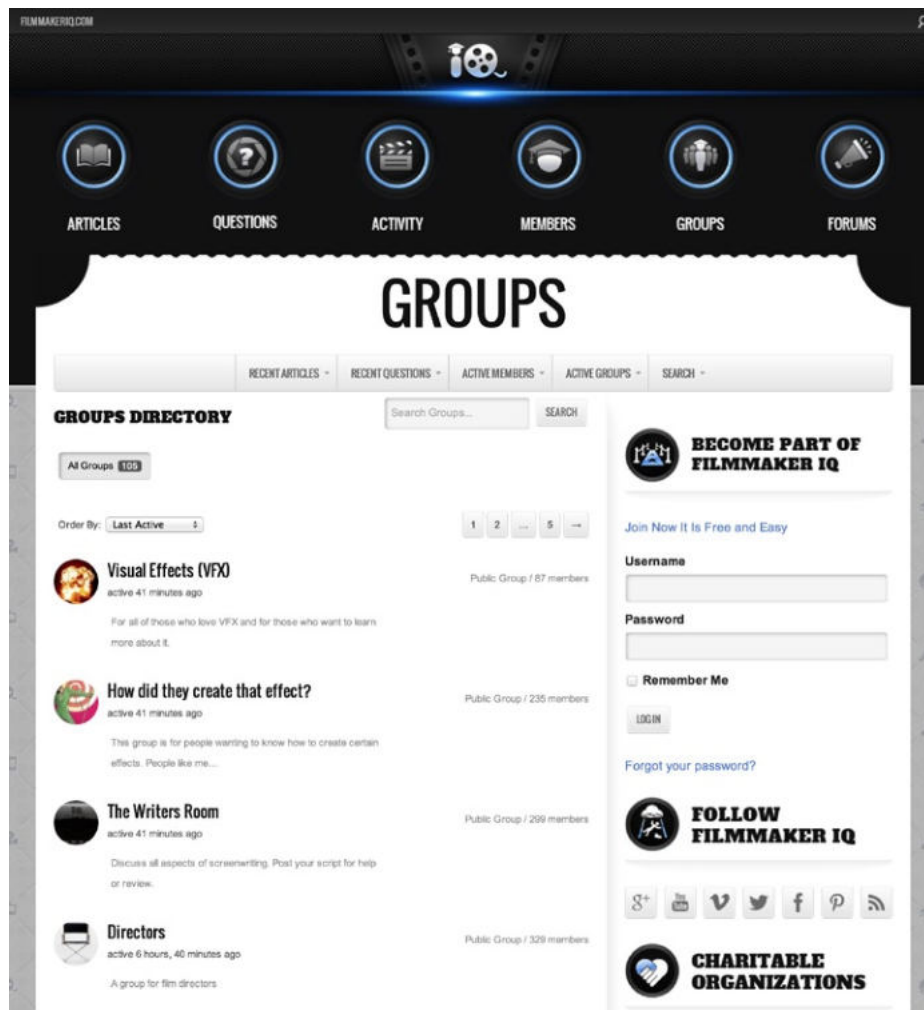 FILMMAKERIQ.COM
iQ
ARTICLES
QUESTIONS
ACTIVITY
MEMBERS
GROUPS
FORUMS
GROUPS
RECENT ARTICLES
RECENT QUESTIONS
ACTIVE MEMBERS
ACTIVE GROUPS
SEARCH
GROUPS DIRECTORY
Search Groups...
SEARCH
All Groups 105
Order By: Last Active
1 2 ... 5 →
Visual Effects (VFX)
active 41 minutes ago
Public Group / 87 members
For all of those who love VFX and for those who want to learn
more about it.
How did they create that effect?
active 41 minutes ago
Public Group / 235 members
This group is for people wanting to know how to create certain
effects. People like me...
The Writers Room
active 41 minutes ago
Public Group / 299 members
Discuss all aspects of screenwriting. Post your script for help
or review.
Directors
active 6 hours, 40 minutes ago
Public Group / 329 members
A group for film directors
BECOME PART OF
FILMMAKER IQ
Join Now It Is Free and Easy
Username
Password
Remember Me
LOG IN
Forgot your password?
FOLLOW
FILMMAKER IQ
g+ You Tube v f p
CHARITABLE
ORGANIZATIONS